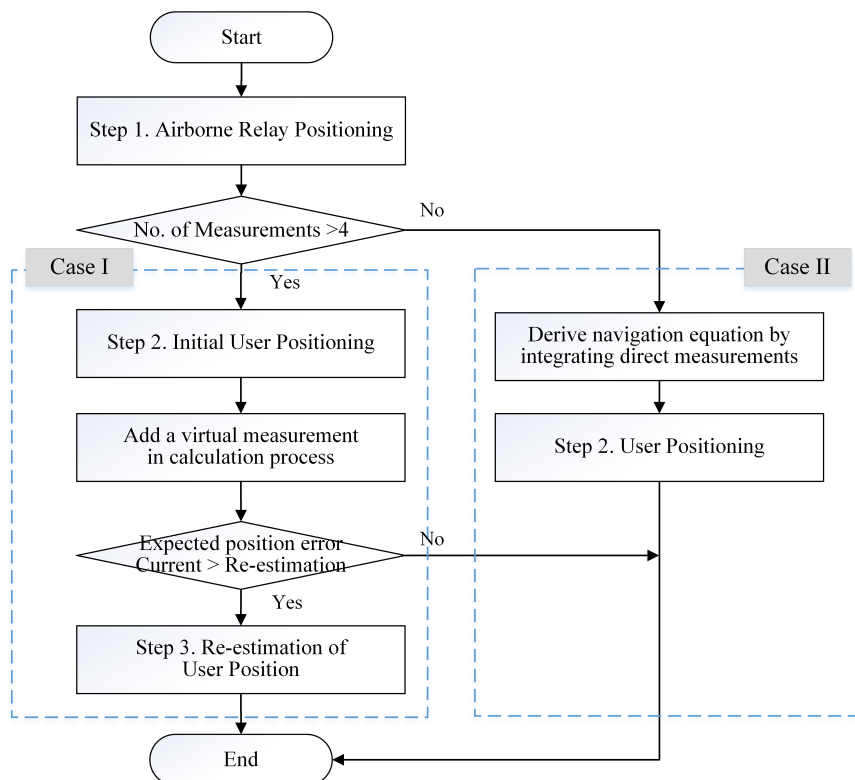 Start
Step 1. Airborne Relay Positioning
No. of Measurements >4
No
Case I
Case II
Yes
Step 2. Initial User Positioning
Derive navigation equation by
integrating direct measurements
Add a virtual measurement
in calculation process
Step 2. User Positioning
Expected position error
Current > Re-estimation
No
Yes
Step 3. Re-estimation of
User Position
End